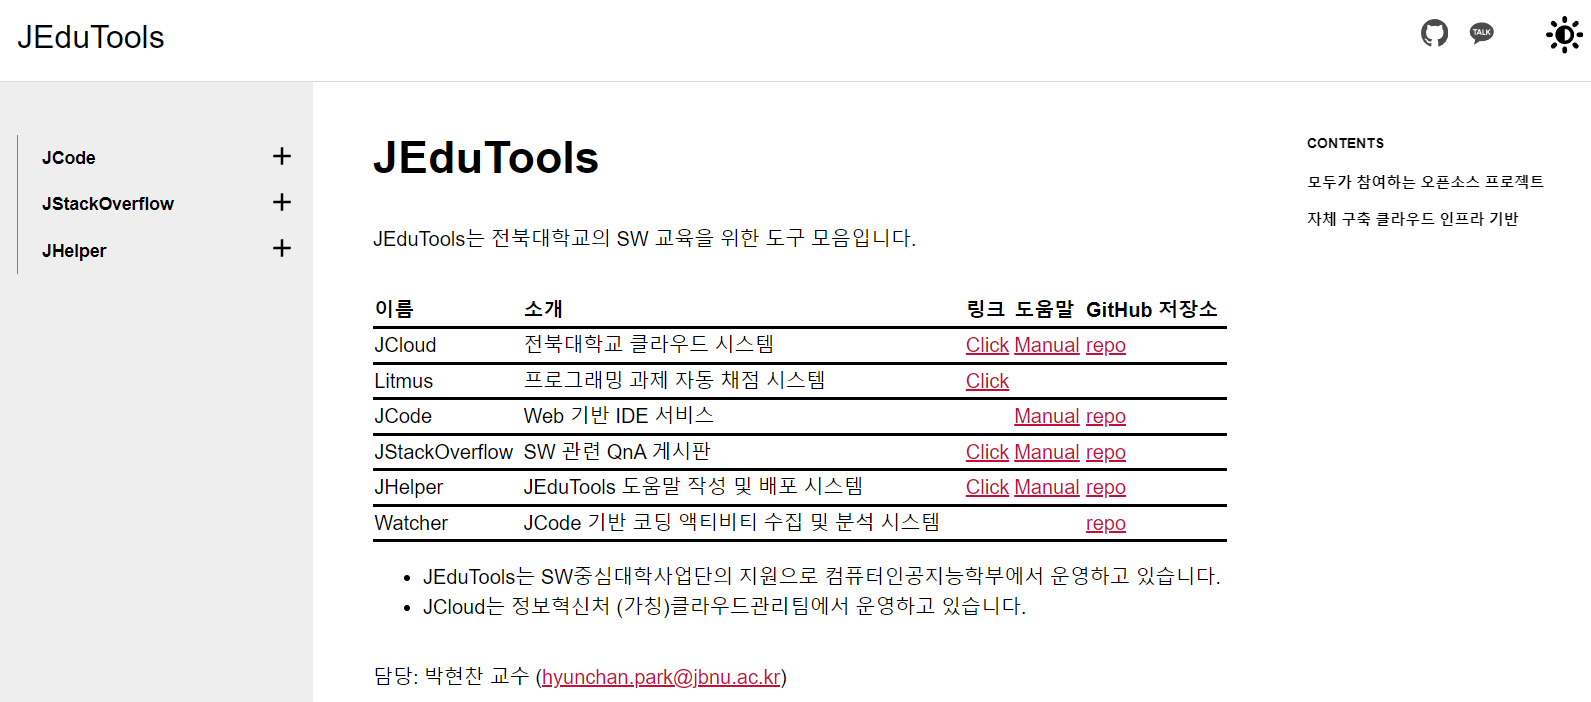 JEduTools
TALK
JCode
JStackOverflow
JHelper
JEduTools
JEduTools는 전북대학교의 SW 교육을 위한 도구 모음입니다.
이름 소개 링크 도움말 GitHub 저장소
JCloud 전북대학교 클라우드 시스템 Click Manual repo
Litmus 프로그래밍 과제 자동 채점 시스템 Click
JCode Web 기반 IDE 서비스 Manual repo
JStackOverflow SW 관련 QnA 게시판 Click Manual repo
JHelper JEduTools 도움말 작성 및 배포 시스템 Click Manual repo
Watcher JCode 기반 코딩 액티비티 수집 및 분석 시스템 repo
• JEduTools는 SW중심대학사업단의 지원으로 컴퓨터인공지능학부에서 운영하고 있습니다.
• JCloud는 정보혁신처 (가칭)클라우드관리팀에서 운영하고 있습니다.
담당: 박현찬 교수 (hyunchan.park@jbnu.ac.kr)
CONTENTS
모두가 참여하는 오픈소스 프로젝트
자체 구축 클라우드 인프라 기반